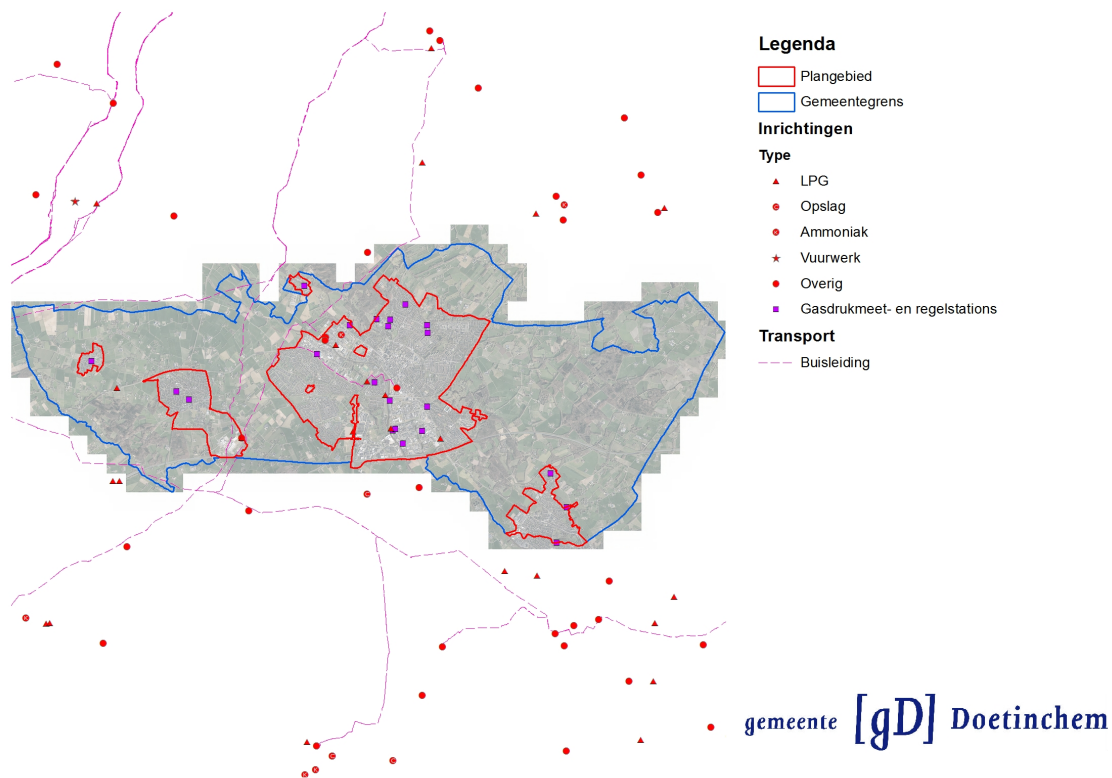 Legenda
Plangebied
Gemeentegrens
Inrichtingen
Type
LPG
Opslag
Ammoniak
Vuurwerk
Overig
Gasdrukmeet- en regelstations
Transport
Buisleiding
gemeente [gD] Doetinchem